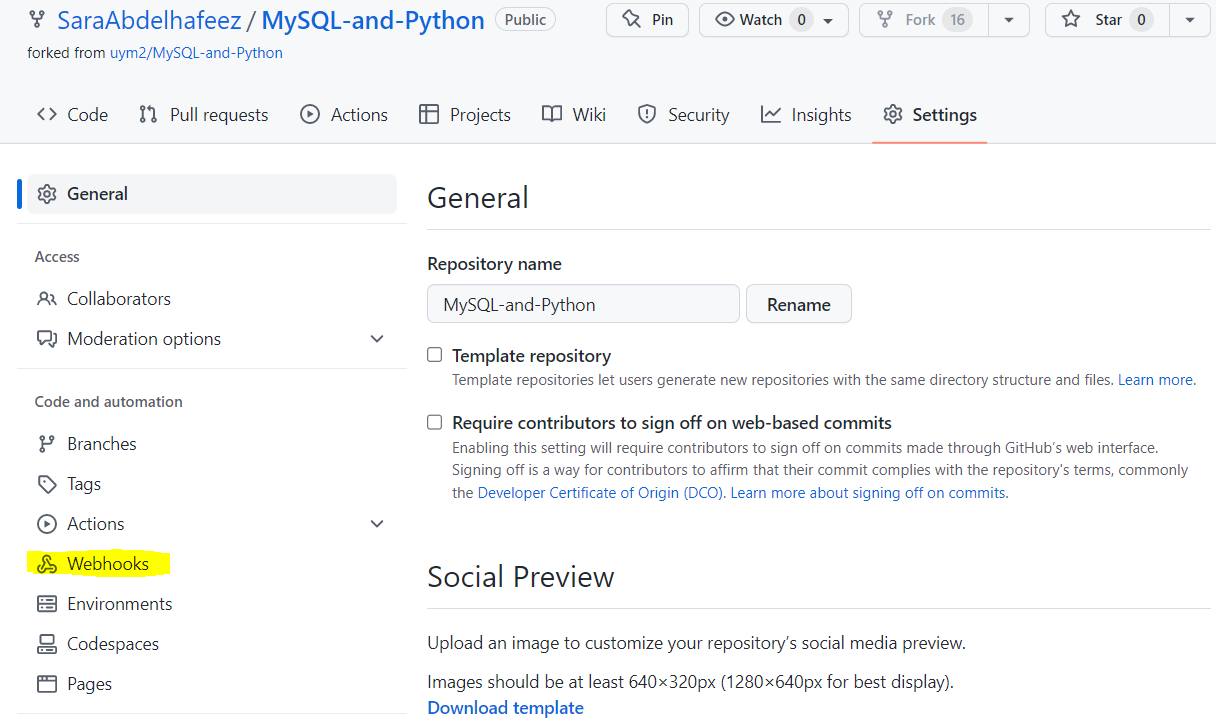 SaraAbdelhafeez / MySQL-and-Python Public Pin Watch 0 Fork 16 Star 0
forked from uym2/MySQL-and-Python
Code Pull requests Actions Projects Wiki Security Insights Settings
General
Access
Collaborators
Moderation options
Code and automation
Branches
Tags
Actions
Webhooks
Environments
Codespaces
Pages
General
Repository name
MySQL-and-Python Rename
Template repository
Template repositories let users generate new repositories with the same directory structure and files. Learn more.
Require contributors to sign off on web-based commits
Enabling this setting will require contributors to sign off on commits made through GitHub's web interface.
Signing off is a way for contributors to affirm that their commit complies with the repository's terms, commonly
the Developer Certificate of Origin (DCO). Learn more about signing off on commits.
Social Preview
Upload an image to customize your repository's social media preview.
Images should be at least 640×320px (1280×640px for best display).
Download template